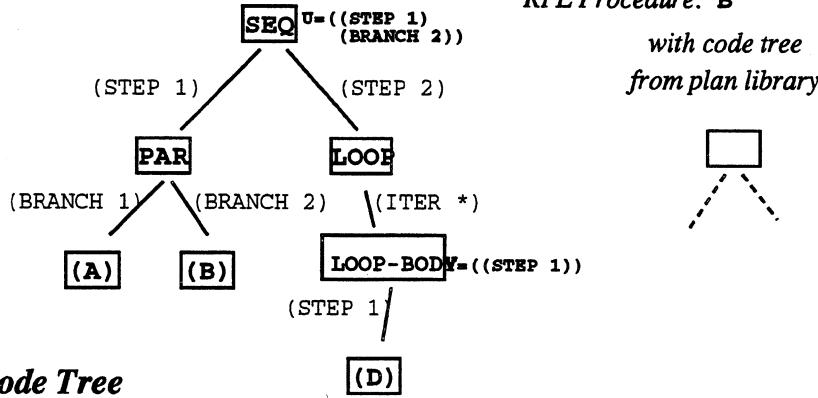 RPL Procedure: B
SEQ U=((STEP 1)
(BRANCH 2))
with code tree
from plan library
(STEP 1) (STEP 2)
PAR LOOP
(BRANCH 1) (BRANCH 2) (ITER *)
(A) (B) LOOP-BODY V=((STEP 1))
(STEP 1)
(D)
ode Tree